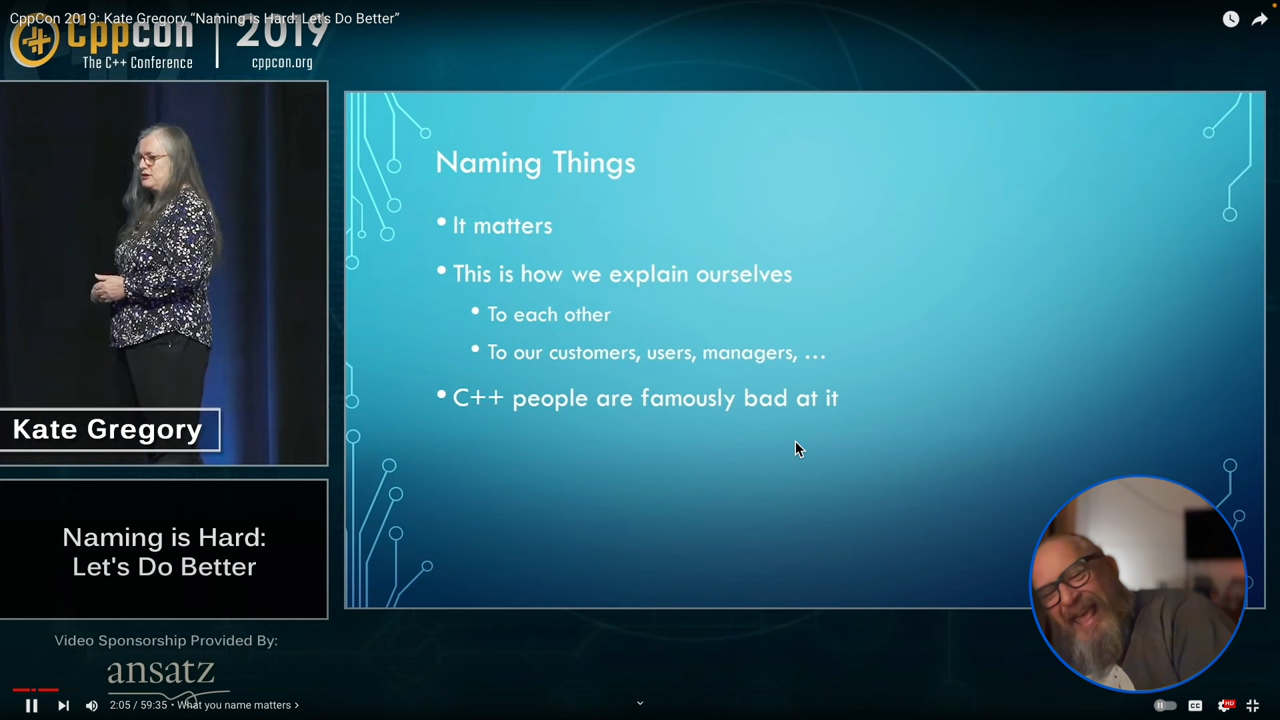 CppCon 2019: Kate Gregory “Naming is Hard: Let's Do Better”
Cppcon | 2019
The C++ Conference
cppcon.org
Naming Things
• It matters
• This is how we explain ourselves
• To each other
• To our customers, users, managers, ...
• C++ people are famously bad at it
Kate Gregory
Naming is Hard:
Let's Do Better
Video Sponsorship Provided By:
ansatz
2:05 / 59:35 • What you name matters
CC
HD